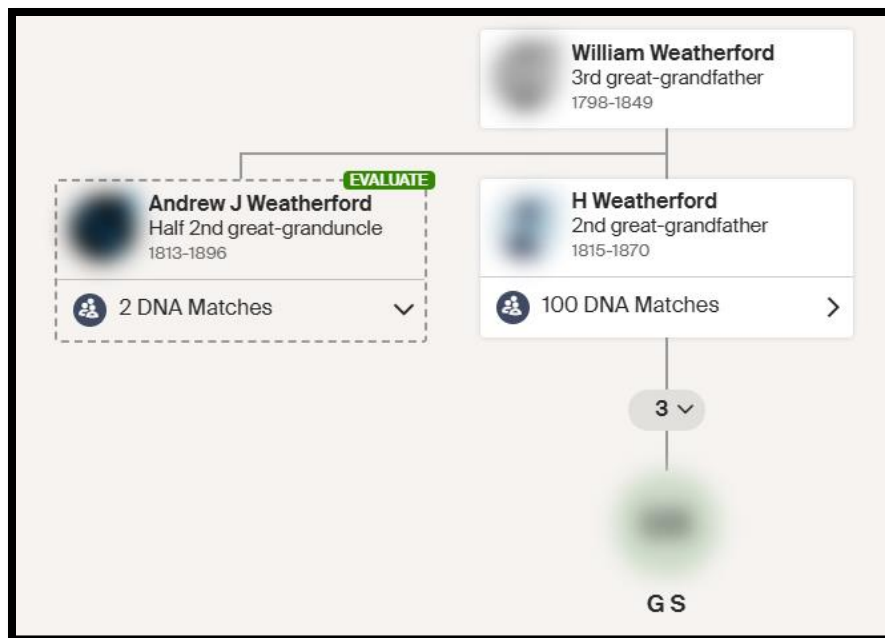 William Weatherford
3rd great-grandfather
1798-1849
EVALUATE
Andrew J Weatherford
Half 2nd great-granduncle
1813-1896
2 DNA Matches
H Weatherford
2nd great-grandfather
1815-1870
100 DNA Matches
3
G S